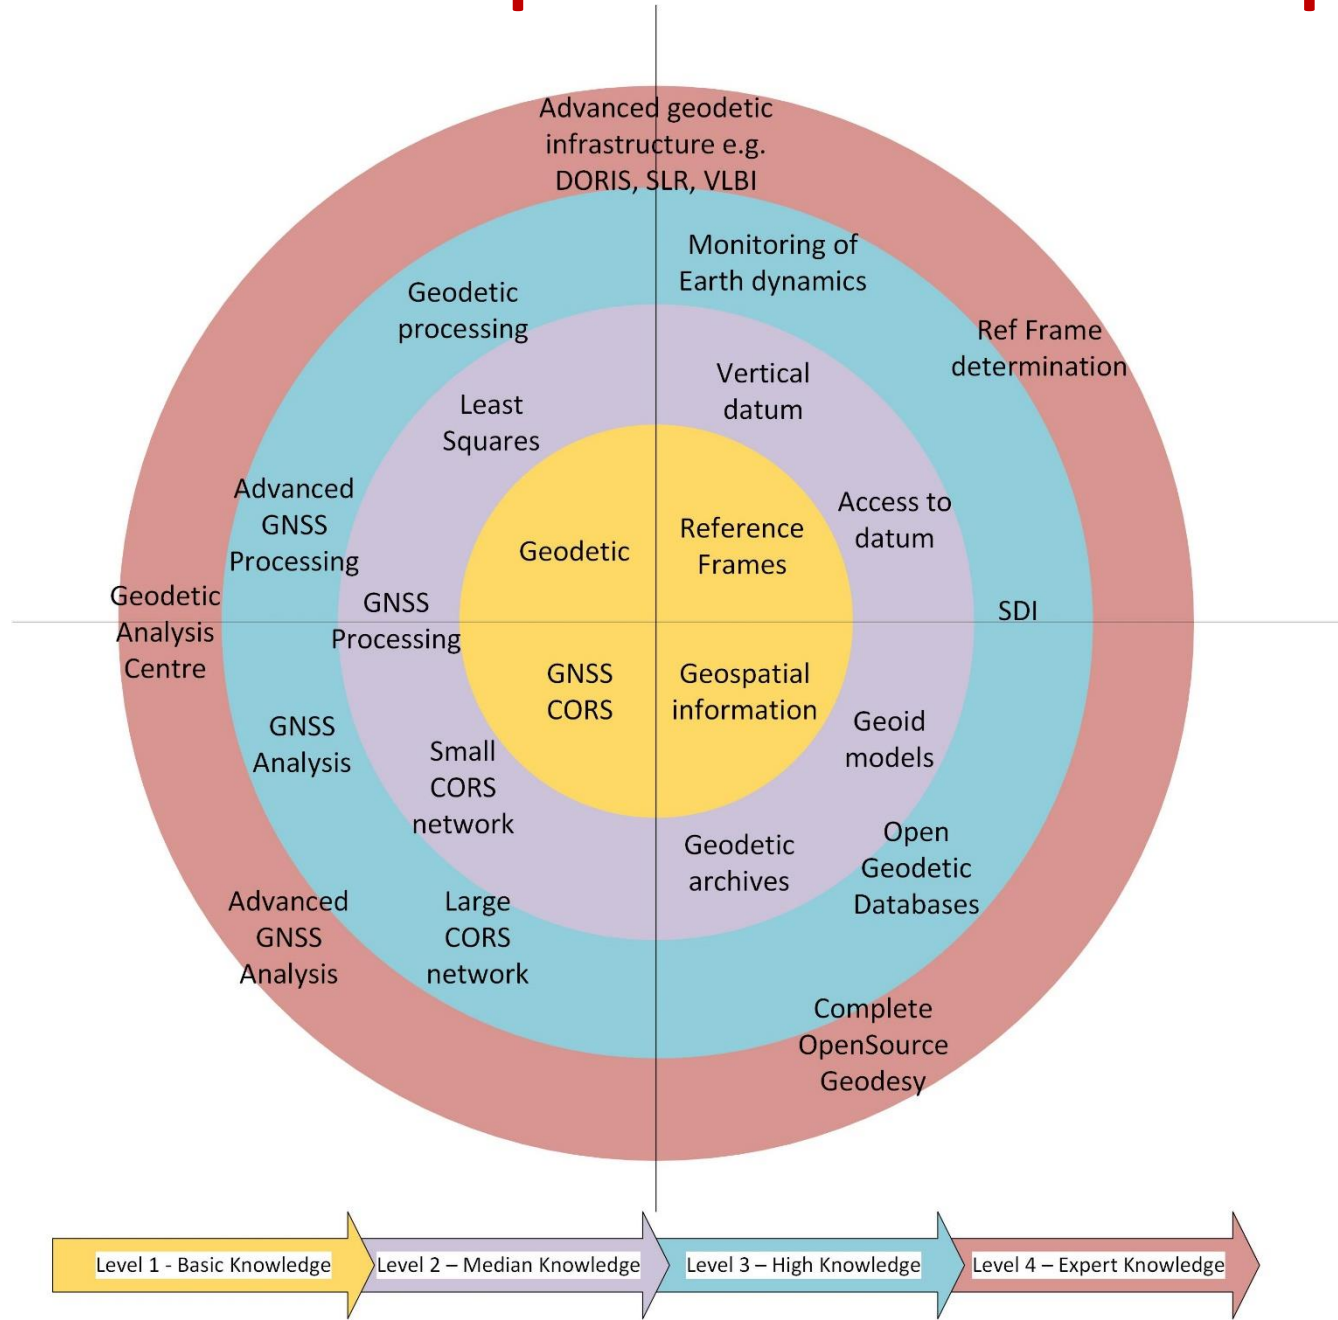 Advanced geodetic
infrastructure e.g.
DORIS, SLR, VLBI
Monitoring of
Earth dynamics
Geodetic
processing
Ref Frame
determination
Vertical
datum
Least
Squares
Advanced
GNSS
Processing
Access to
datum
Geodetic
Reference
Frames
Geodetic
Analysis
Centre
GNSS
Processing
SDI
GNSS
CORS
Geospatial
information
GNSS
Analysis
Small
CORS
network
Geoid
models
Geodetic
archives
Open
Geodetic
Databases
Advanced
GNSS
Analysis
Large
CORS
network
Complete
OpenSource
Geodesy
Level 1 - Basic Knowledge
Level 2 – Median Knowledge
Level 3 – High Knowledge
Level 4 – Expert Knowledge